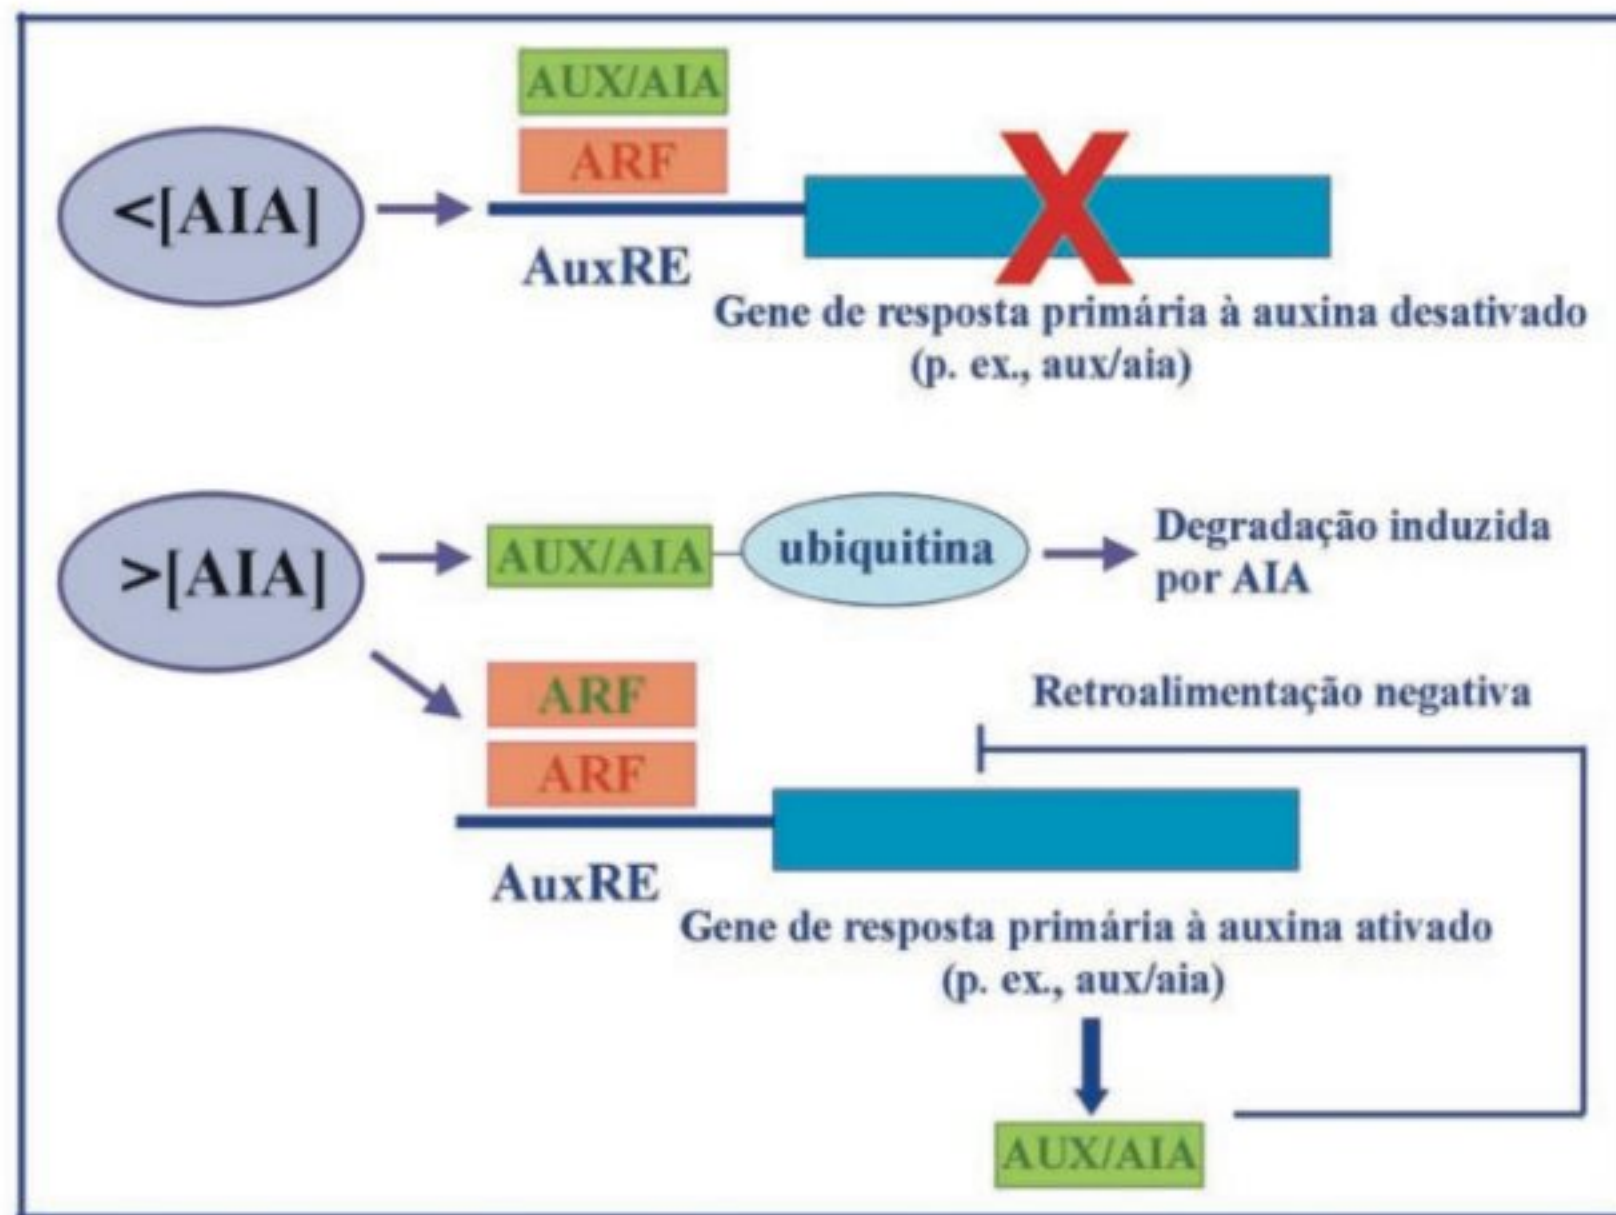 AUX/AIA
ARF
<[AIA]
AuxRE
X
Gene de resposta primária à auxina desativado
(p. ex., aux/aia)
>[AIA]
AUX/AIA
ubiquitina
Degradação induzida
por AIA
ARF
ARF
Retroalimentação negativa
AuxRE
Gene de resposta primária à auxina ativado
(p. ex., aux/aia)
AUX/AIA